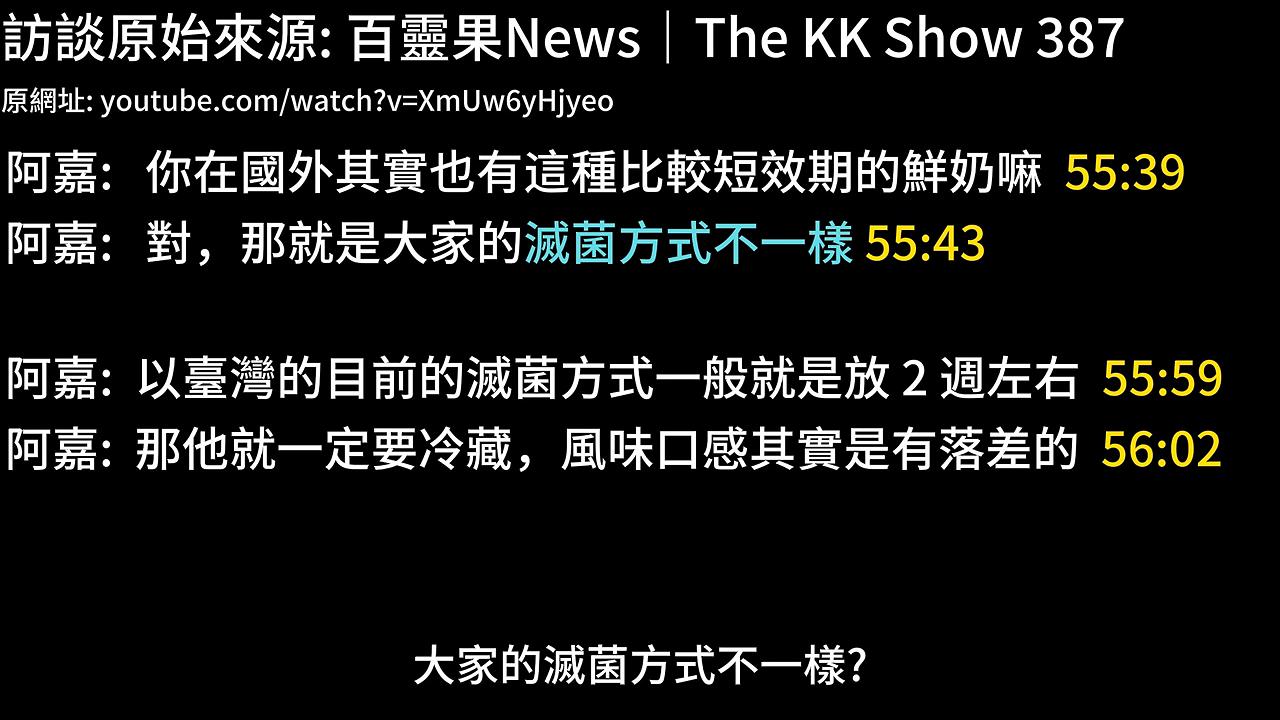 訪談原始來源: 百靈果News｜The KK Show 387
原網址: youtube.com/watch?v=XmUw6yHjyeo
阿嘉: 你在國外其實也有這種比較短效期的鮮奶嘛 55:39
阿嘉: 對，那就是大家的滅菌方式不一樣 55:43
阿嘉: 以臺灣的目前的滅菌方式一般就是放 2 週左右 55:59
阿嘉: 那他就一定要冷藏，風味口感其實是有落差的 56:02
大家的滅菌方式不一樣?